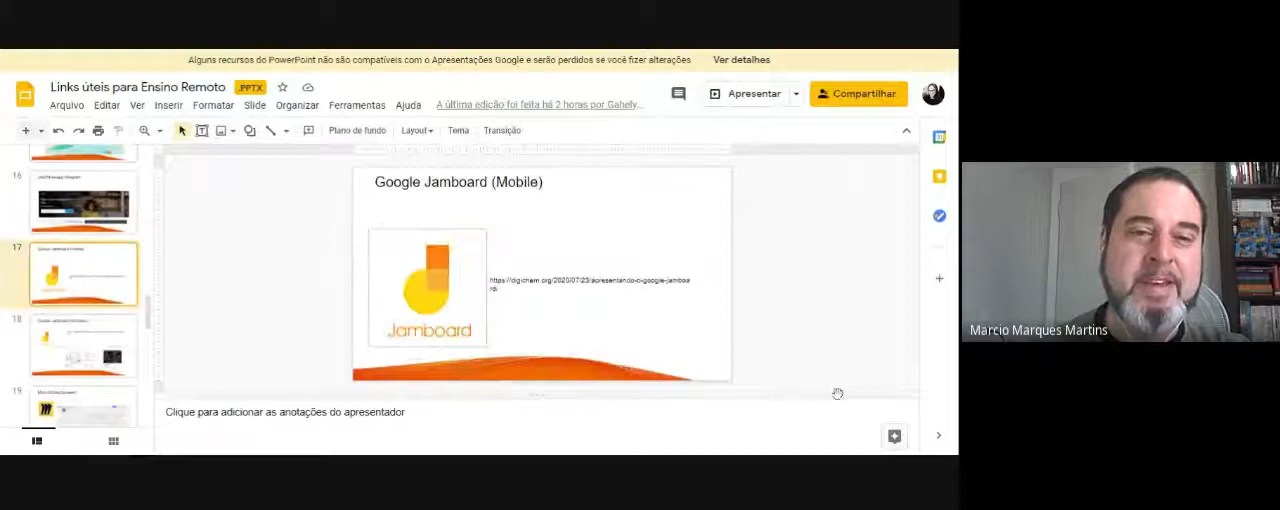 Alguns recursos do PowerPoint não são compatíveis com o Apresentações Google e serão perdidos se você fizer alterações Ver detalhes
Links úteis para Ensino Remoto .PPTX
Apresentar
Compartilhar
Arquivo Editar Ver Inserir Formatar Slide Organizar Ferramentas Ajuda A última edição foi feita há 2 horas por Gahely...
Plano de fundo Layout Tema Transição
16
17
18
19
Google Jamboard (Mobile)
https://digichem.org/2020/07/23/apresentando-o-google-jamboa
rd/
Jamboard
Clique para adicionar as anotações do apresentador
Marcio Marques Martins